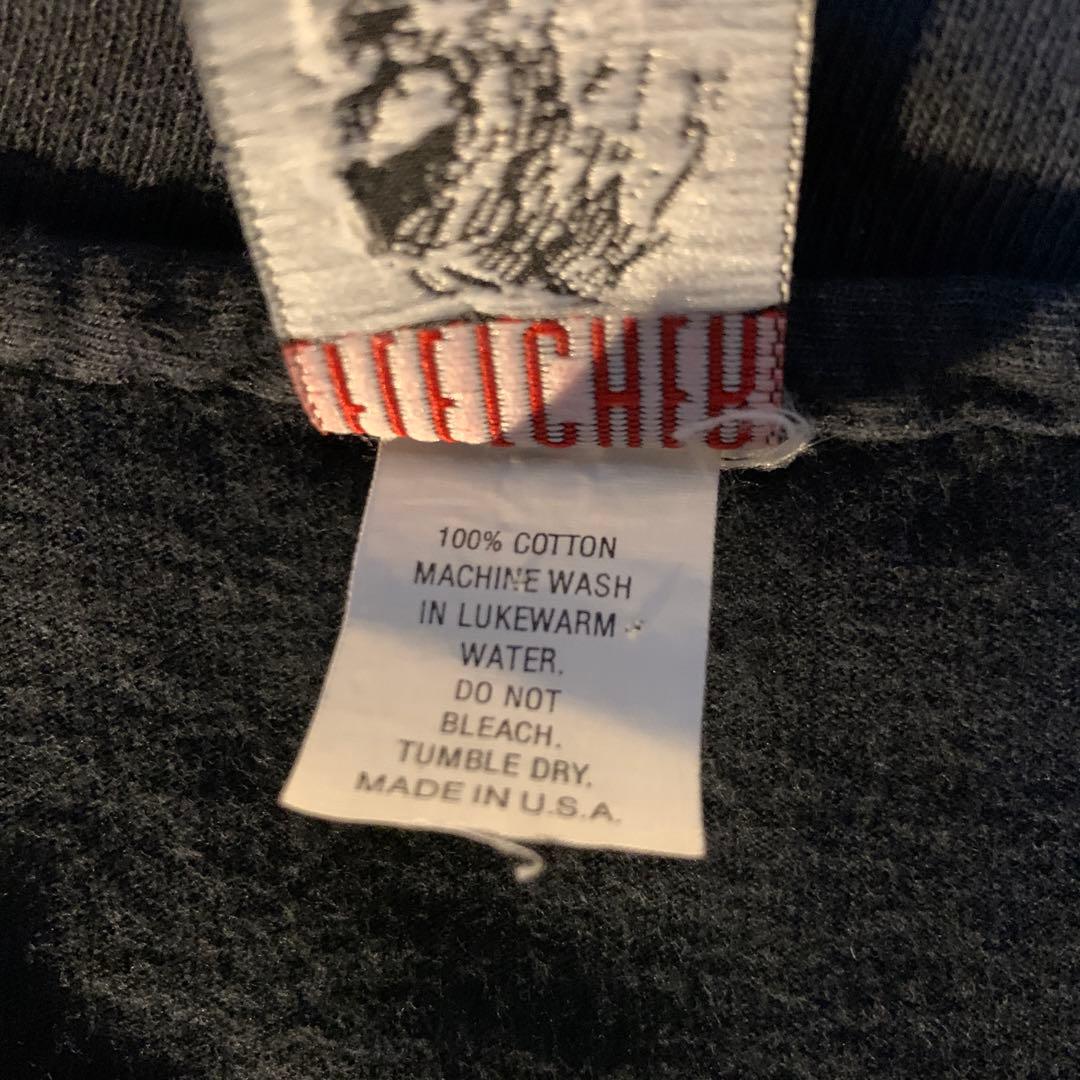 100% COTTON
MACHINE WASH
IN LUKEWARM
WATER.
DO NOT
BLEACH.
TUMBLE DRY.
MADE IN U.S.A.